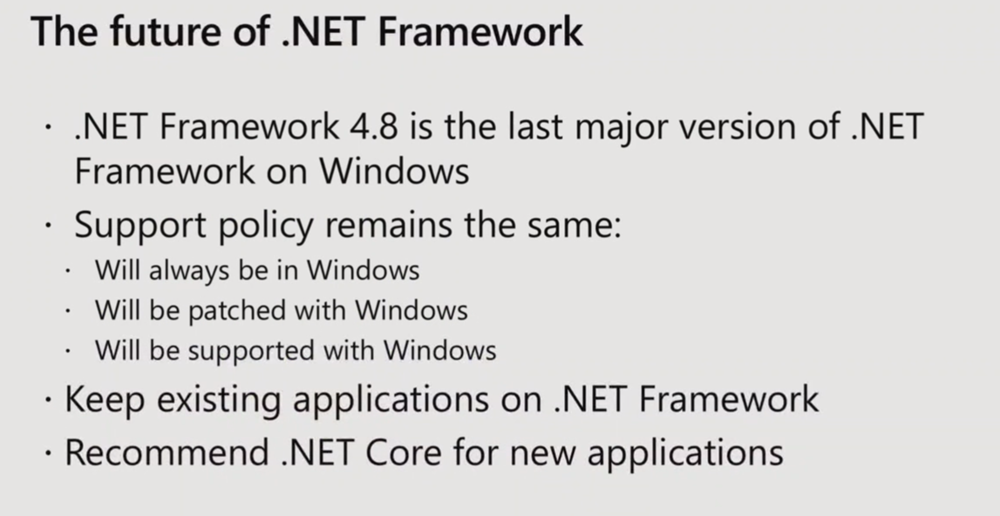 The future of .NET Framework
· .NET Framework 4.8 is the last major version of .NET
Framework on Windows
· Support policy remains the same:
· Will always be in Windows
· Will be patched with Windows
· Will be supported with Windows
· Keep existing applications on .NET Framework
· Recommend .NET Core for new applications